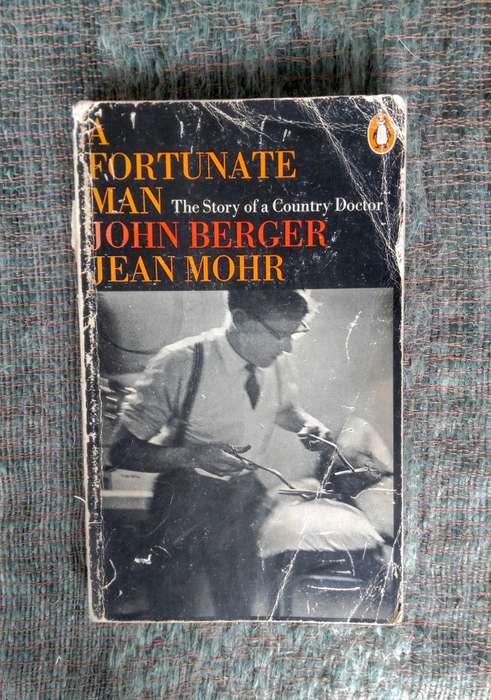 A
FORTUNATE
MAN The Story of a Country Doctor
JOHN BERGER
JEAN MOHR